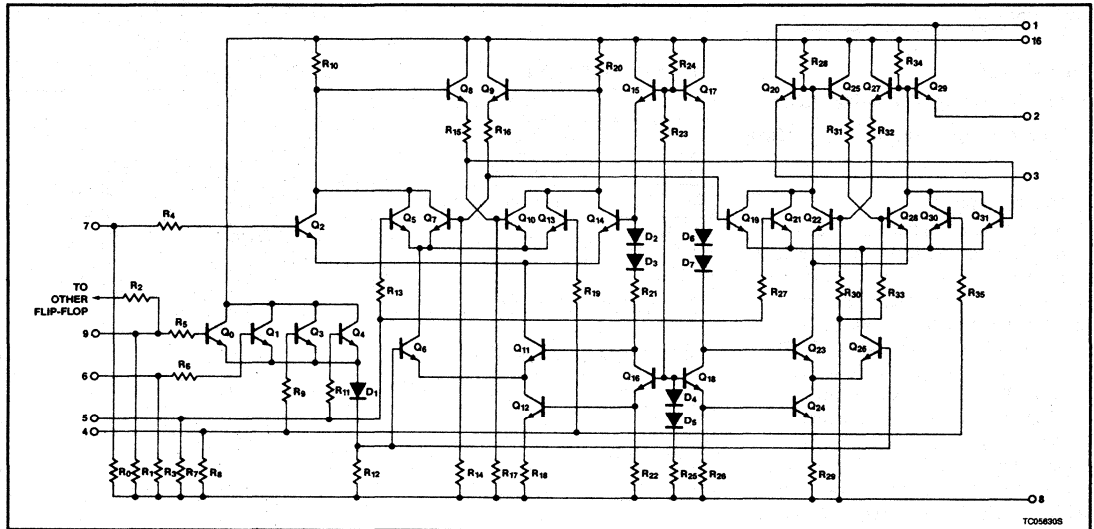 1
16
R10
Q8
Q9
R20
Q15
R24
Q17
Q20
R28
Q25
Q27
R34
Q29
R15
R16
R23
R31
R32
2
3
7
R4
Q2
Q5
Q7
Q10
Q13
Q14
D2
D6
Q19
Q21
Q22
Q28
Q30
Q31
D3
D7
TO
OTHER
FLIP-FLOP
R2
R13
R19
R21
R27
R30
R33
R35
9
R5
Q0
Q1
Q3
Q4
Q6
Q11
Q23
Q26
6
R6
R9
R11
D1
Q16
Q18
D4
Q12
D5
Q24
5
4
R0
R1
R3
R7
R8
R12
R14
R17
R18
R22
R25
R26
R29
8
TC05630S